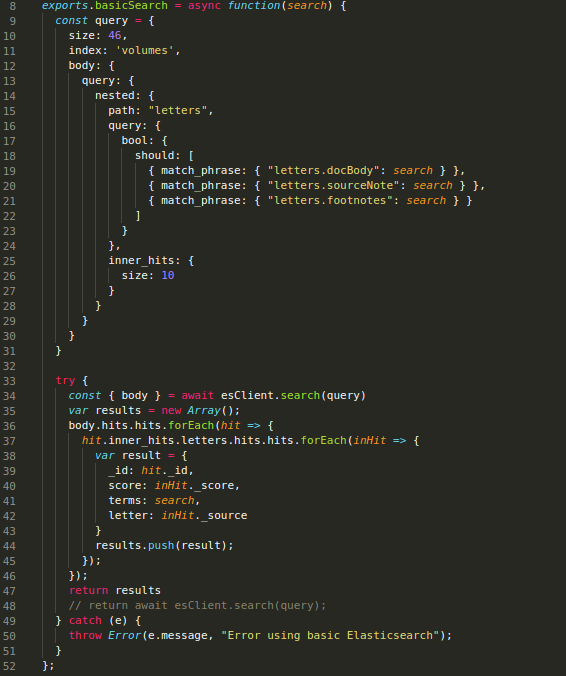 8 exports.basicSearch = async function(search) {
9 const query = {
10 size: 46,
11 index: 'volumes',
12 body: {
13 query: {
14 nested: {
15 path: "letters",
16 query: {
17 bool: {
18 should: [
19 { match_phrase: { "letters.docBody": search } },
20 { match_phrase: { "letters.sourceNote": search } },
21 { match_phrase: { "letters.footnotes": search } }
22 ]
23 }
24 },
25 inner_hits: {
26 size: 10
27 }
28 }
29 }
30 }
31 }
32
33 try {
34 const { body } = await esClient.search(query)
35 var results = new Array();
36 body.hits.hits.forEach(hit => {
37 hit.inner_hits.letters.hits.hits.forEach(inHit => {
38 var result = {
39 _id: hit._id,
40 score: inHit._score,
41 terms: search,
42 letter: inHit._source
43 }
44 results.push(result);
45 });
46 });
47 return results
48 // return await esClient.search(query);
49 } catch (e) {
50 throw Error(e.message, "Error using basic Elasticsearch");
51 }
52 };